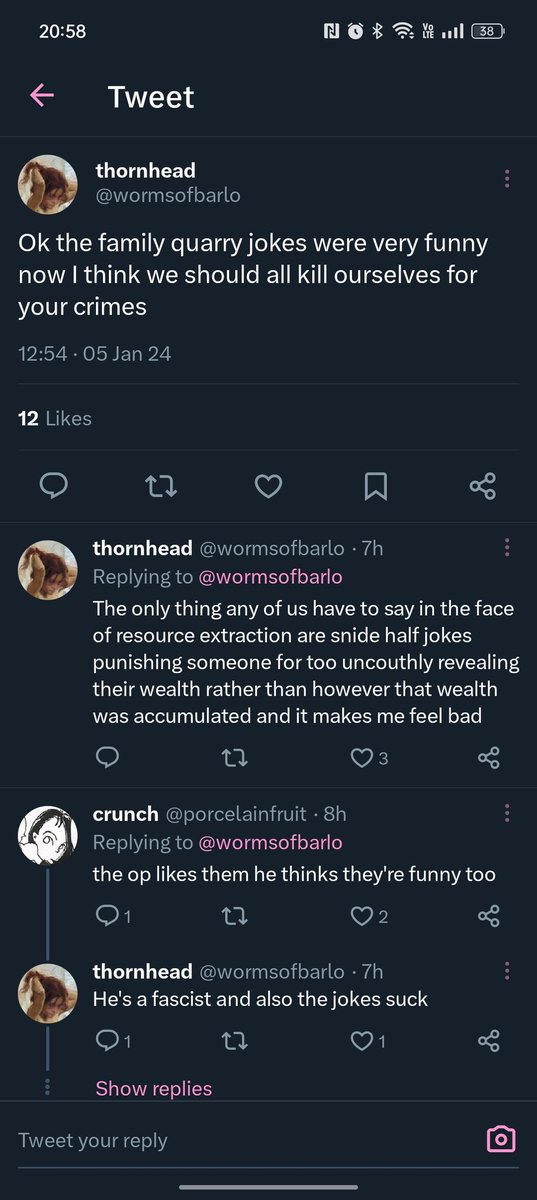 20:58
Vo
LTE
38
Tweet
thornhead
@wormsofbarlo
Ok the family quarry jokes were very funny
now I think we should all kill ourselves for
your crimes
12:54 · 05 Jan 24
12 Likes
thornhead @wormsofbarlo · 7h
Replying to @wormsofbarlo
The only thing any of us have to say in the face
of resource extraction are snide half jokes
punishing someone for too uncouthly revealing
their wealth rather than however that wealth
was accumulated and it makes me feel bad
3
crunch @porcelainfruit · 8h
Replying to @wormsofbarlo
the op likes them he thinks they're funny too
1 2
thornhead @wormsofbarlo · 7h
He's a fascist and also the jokes suck
1 1
Show replies
Tweet your reply